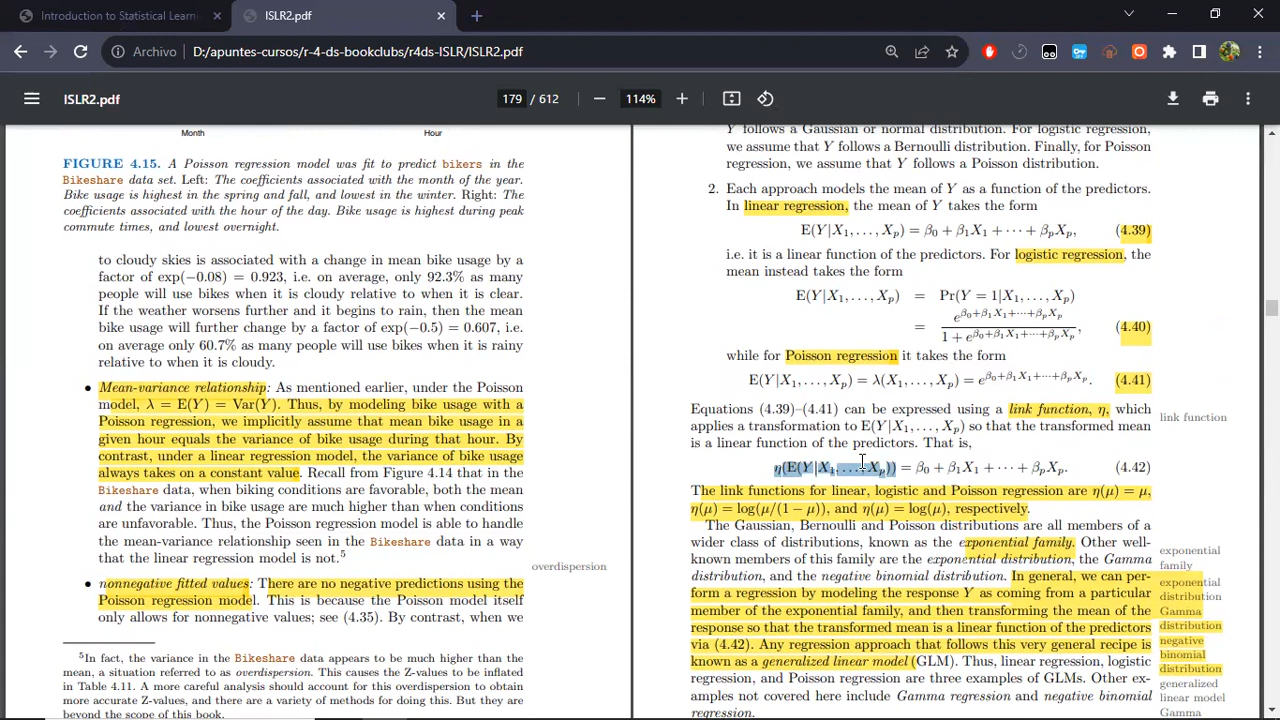 Introduction to Statistical Learn
ISLR2.pdf
Archivo
D:/apuntes-cursos/r-4-ds-bookclubs/r4ds-ISLR/ISLR2.pdf
ISLR2.pdf
179 / 612
114%
Month
Hour
FIGURE 4.15. A Poisson regression model was fit to predict bikers in the
Bikeshare data set. Left: The coefficients associated with the month of the year.
Bike usage is highest in the spring and fall, and lowest in the winter. Right: The
coefficients associated with the hour of the day. Bike usage is highest during peak
commute times, and lowest overnight.
to cloudy skies is associated with a change in mean bike usage by a
factor of exp(−0.08) = 0.923, i.e. on average, only 92.3% as many
people will use bikes when it is cloudy relative to when it is clear.
If the weather worsens further and it begins to rain, then the mean
bike usage will further change by a factor of exp(−0.5) = 0.607, i.e.
on average only 60.7% as many people will use bikes when it is rainy
relative to when it is cloudy.
• Mean-variance relationship: As mentioned earlier, under the Poisson
model, λ = E(Y) = Var(Y). Thus, by modeling bike usage with a
Poisson regression, we implicitly assume that mean bike usage in a
given hour equals the variance of bike usage during that hour. By
contrast, under a linear regression model, the variance of bike usage
always takes on a constant value. Recall from Figure 4.14 that in the
Bikeshare data, when biking conditions are favorable, both the mean
and the variance in bike usage are much higher than when conditions
are unfavorable. Thus, the Poisson regression model is able to handle
the mean-variance relationship seen in the Bikeshare data in a way
that the linear regression model is not.⁵
overdispersion
• nonnegative fitted values: There are no negative predictions using the
Poisson regression model. This is because the Poisson model itself
only allows for nonnegative values; see (4.35). By contrast, when we
⁵In fact, the variance in the Bikeshare data appears to be much higher than the
mean, a situation referred to as overdispersion. This causes the Z-values to be inflated
in Table 4.11. A more careful analysis should account for this overdispersion to obtain
more accurate Z-values, and there are a variety of methods for doing this. But they are
beyond the scope of this book.
Y follows a Gaussian or normal distribution. For logistic regression,
we assume that Y follows a Bernoulli distribution. Finally, for Poisson
regression, we assume that Y follows a Poisson distribution.
2. Each approach models the mean of Y as a function of the predictors.
In linear regression, the mean of Y takes the form
E(Y|X₁, . . . , Xₚ) = β₀ + β₁X₁ + · · · + βₚXₚ, (4.39)
i.e. it is a linear function of the predictors. For logistic regression, the
mean instead takes the form
E(Y|X₁, . . . , Xₚ) = Pr(Y = 1|X₁, . . . , Xₚ)
= e^{β₀+β₁X₁+···+βₚXₚ} / (1 + e^{β₀+β₁X₁+···+βₚXₚ}), (4.40)
while for Poisson regression it takes the form
E(Y|X₁, . . . , Xₚ) = λ(X₁, . . . , Xₚ) = e^{β₀+β₁X₁+···+βₚXₚ}. (4.41)
Equations (4.39)–(4.41) can be expressed using a link function, η, which
link function
applies a transformation to E(Y|X₁, . . . , Xₚ) so that the transformed mean
is a linear function of the predictors. That is,
η(E(Y|X₁, . . . , Xₚ)) = β₀ + β₁X₁ + · · · + βₚXₚ. (4.42)
The link functions for linear, logistic and Poisson regression are η(μ) = μ,
η(μ) = log(μ/(1 − μ)), and η(μ) = log(μ), respectively.
The Gaussian, Bernoulli and Poisson distributions are all members of a
wider class of distributions, known as the exponential family. Other well-
known members of this family are the exponential distribution, the Gamma
distribution, and the negative binomial distribution. In general, we can per-
form a regression by modeling the response Y as coming from a particular
member of the exponential family, and then transforming the mean of the
response so that the transformed mean is a linear function of the predictors
via (4.42). Any regression approach that follows this very general recipe is
known as a generalized linear model (GLM). Thus, linear regression, logistic
regression, and Poisson regression are three examples of GLMs. Other ex-
amples not covered here include Gamma regression and negative binomial
regression.
exponential
family
exponential
distribution
Gamma
distribution
negative
binomial
distribution
generalized
linear model
Gamma